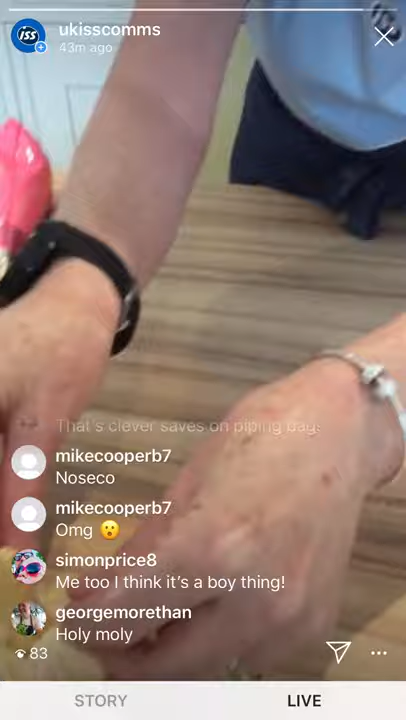 iss
ukisscomms
43m ago
That's clever saves on piping bags
mikecooperb7
Noseco
mikecooperb7
Omg 😮
simonprice8
Me too I think it's a boy thing!
georgemorethan
Holy moly
83
STORY
LIVE